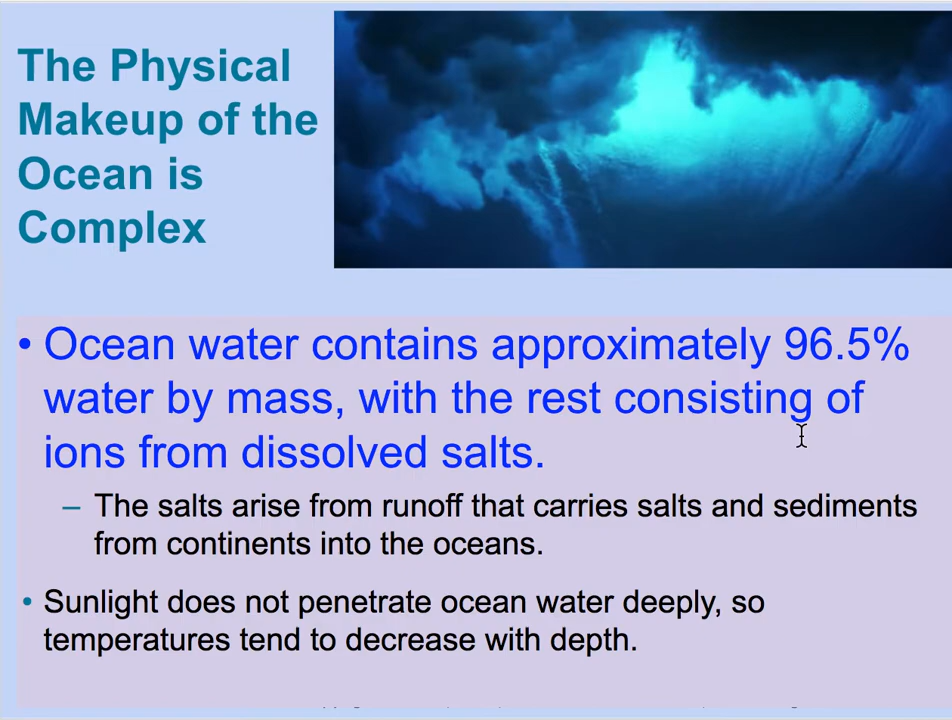 The Physical
Makeup of the
Ocean is
Complex
• Ocean water contains approximately 96.5%
water by mass, with the rest consisting of
ions from dissolved salts.
– The salts arise from runoff that carries salts and sediments
from continents into the oceans.
• Sunlight does not penetrate ocean water deeply, so
temperatures tend to decrease with depth.